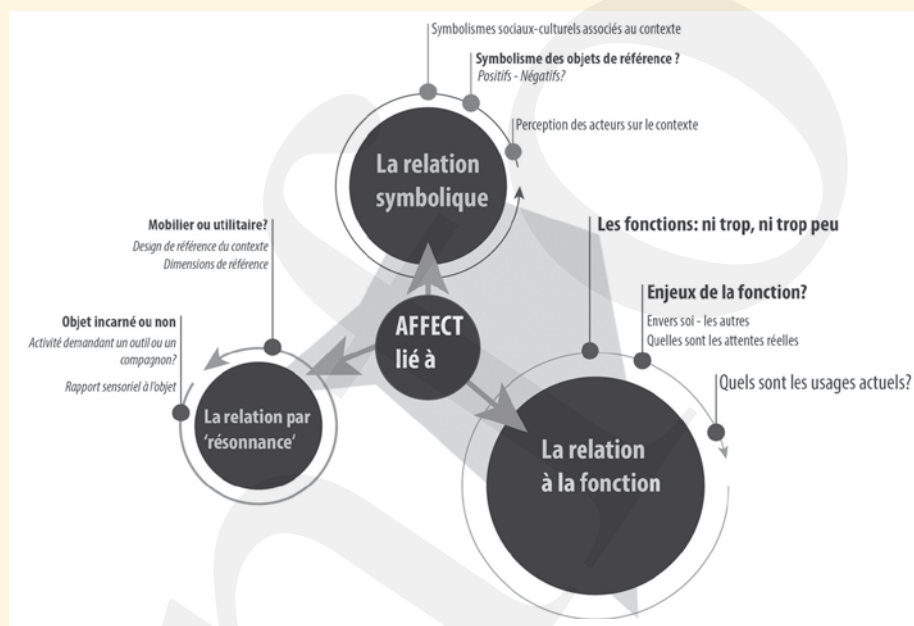 Symbolismes sociaux-culturels associés au contexte
Symbolisme des objets de référence ?
Positifs - Négatifs?
Perception des acteurs sur le contexte
La relation
symbolique
Mobilier ou utilitaire?
Design de référence du contexte
Dimensions de référence
Objet incarné ou non
Activité demandant un outil ou un
compagnon?
Rapport sensoriel à l'objet
La relation par
'résonnance'
AFFECT
lié à
Les fonctions: ni trop, ni trop peu
Enjeux de la fonction?
Envers soi - les autres
Quelles sont les attentes réelles
Quels sont les usages actuels?
La relation
à la fonction